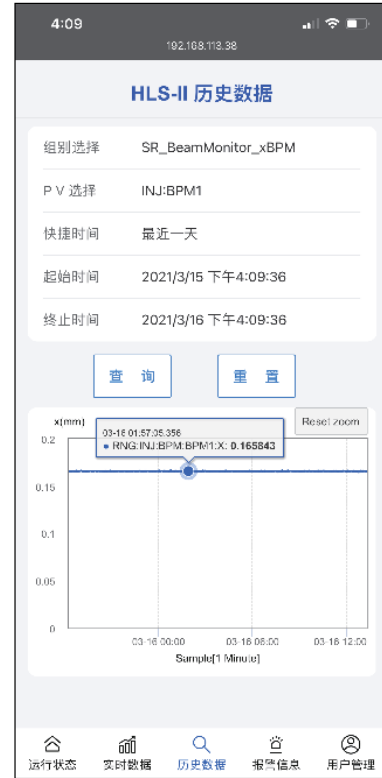 4:09
192.168.113.38
HLS-II 历史数据
组别选择 SR_BeamMonitor_xBPM
P V 选择 INJ:BPM1
快捷时间 最近一天
起始时间 2021/3/15 下午4:09:36
终止时间 2021/3/16 下午4:09:36
查 询 重 置
x(mm)
Reset zoom
03-16 01:57:05.356
RNG:INJ:BPM:BPM1:X: 0.165843
0.2
0.15
0.1
0.05
0
03-16 00:00 03-16 06:00 03-16 12:00
Sample[1 Minute]
运行状态 实时数据 历史数据 报警信息 用户管理